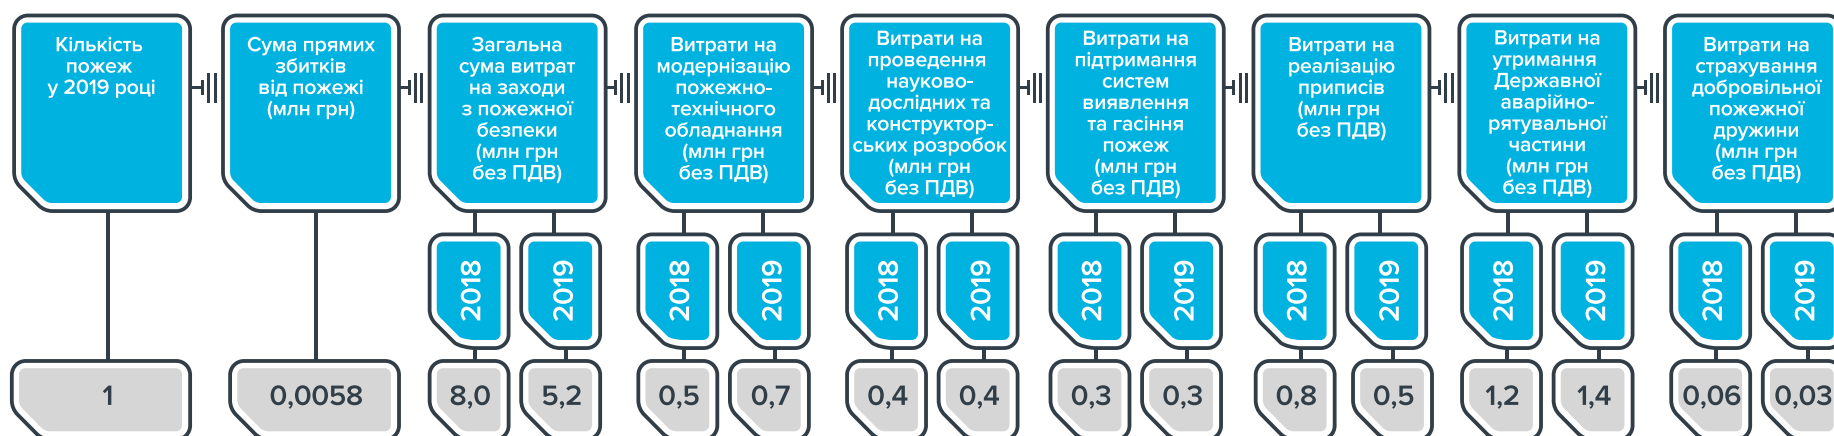 Кількість
пожеж
у 2019 році
Сума прямих
збитків
від пожежі
(млн грн)
Загальна
сума витрат
на заходи
з пожежної
безпеки
(млн грн
без ПДВ)
Витрати на
модернізацію
пожежно-
технічного
обладнання
(млн грн
без ПДВ)
Витрати на
проведення
науково-
дослідних та
конструктор-
ських розробок
(млн грн
без ПДВ)
Витрати на
підтримання
систем
виявлення
та гасіння
пожеж
(млн грн
без ПДВ)
Витрати на
реалізацію
приписів
(млн грн
без ПДВ)
Витрати на
утримання
Державної
аварійно-
рятувальної
частини
(млн грн
без ПДВ)
Витрати на
страхування
добровільної
пожежної
дружини
(млн грн
без ПДВ)
2018 2019 2018 2019 2018 2019 2018 2019 2018 2019 2018 2019 2018 2019
1 0,0058 8,0 5,2 0,5 0,7 0,4 0,4 0,3 0,3 0,8 0,5 1,2 1,4 0,06 0,03